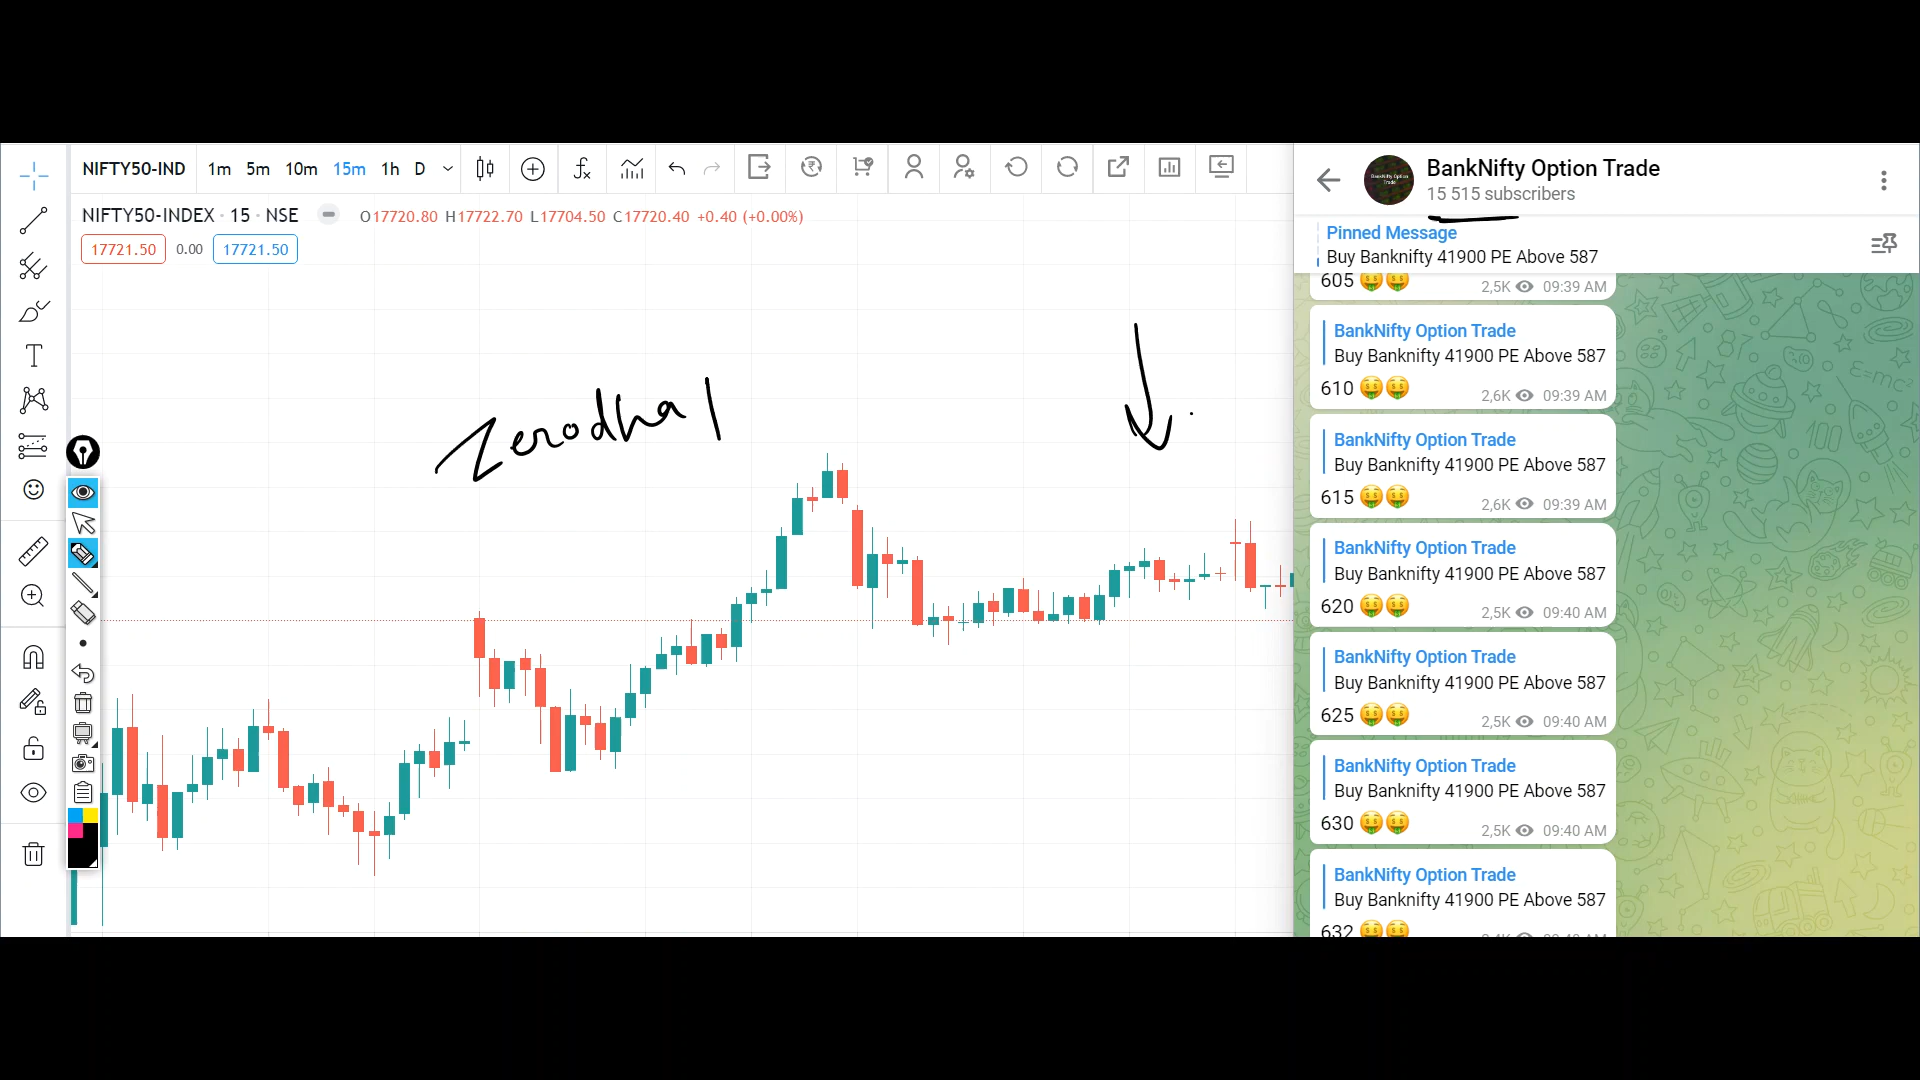 NIFTY50-IND 1m 5m 10m 15m 1h D
NIFTY50-INDEX · 15 · NSE O17720.80 H17722.70 L17704.50 C17720.40 +0.40 (+0.00%)
17721.50 0.00 17721.50
Zerodha
BankNifty Option Trade
15 515 subscribers
Pinned Message
Buy Banknifty 41900 PE Above 587
605 🤑🤑 2,5K 09:39 AM
BankNifty Option Trade
Buy Banknifty 41900 PE Above 587
610 🤑🤑 2,6K 09:39 AM
BankNifty Option Trade
Buy Banknifty 41900 PE Above 587
615 🤑🤑 2,6K 09:39 AM
BankNifty Option Trade
Buy Banknifty 41900 PE Above 587
620 🤑🤑 2,5K 09:40 AM
BankNifty Option Trade
Buy Banknifty 41900 PE Above 587
625 🤑🤑 2,5K 09:40 AM
BankNifty Option Trade
Buy Banknifty 41900 PE Above 587
630 🤑🤑 2,5K 09:40 AM
BankNifty Option Trade
Buy Banknifty 41900 PE Above 587
632 🤑🤑